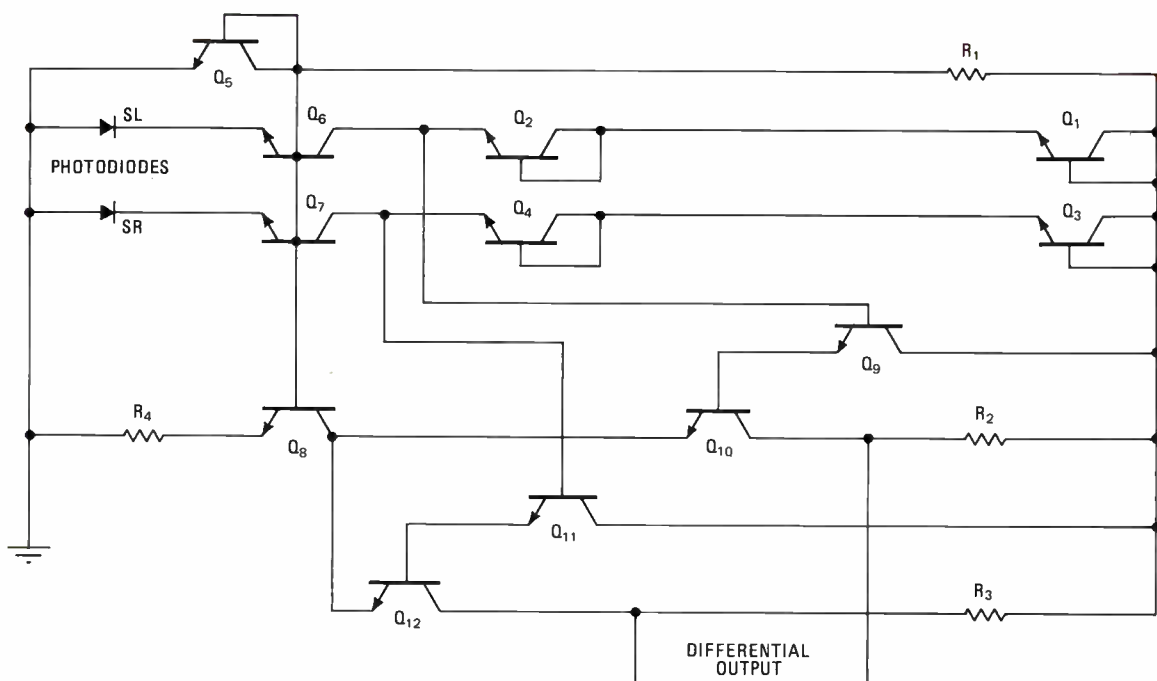 Q5
R1
SL
Q6
Q2
Q1
PHOTODIODES
Q7
Q4
Q3
SR
Q9
R4
R2
Q8
Q10
Q11
R3
Q12
DIFFERENTIAL
OUTPUT